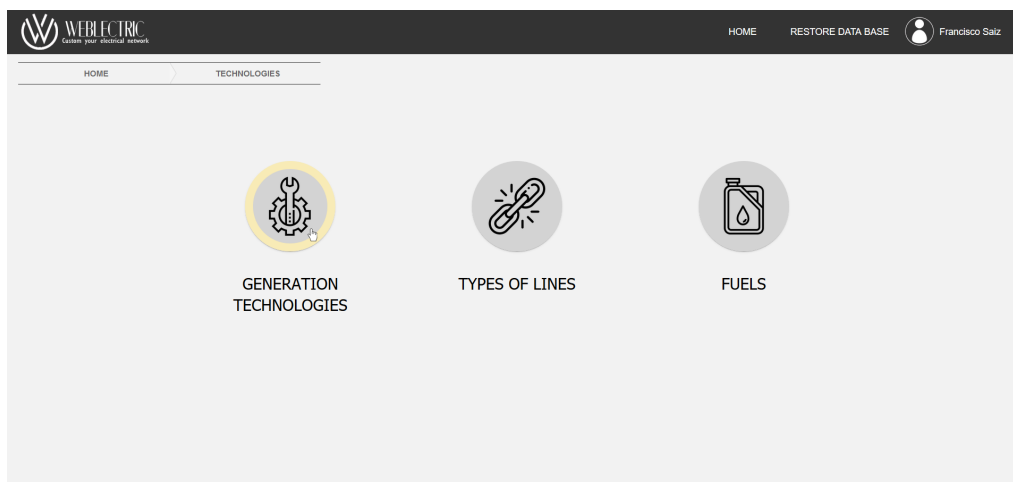 WEBLECTRIC
Custom your electrical network
HOME
RESTORE DATA BASE
Francisco Saiz
HOME
TECHNOLOGIES
GENERATION
TECHNOLOGIES
TYPES OF LINES
FUELS